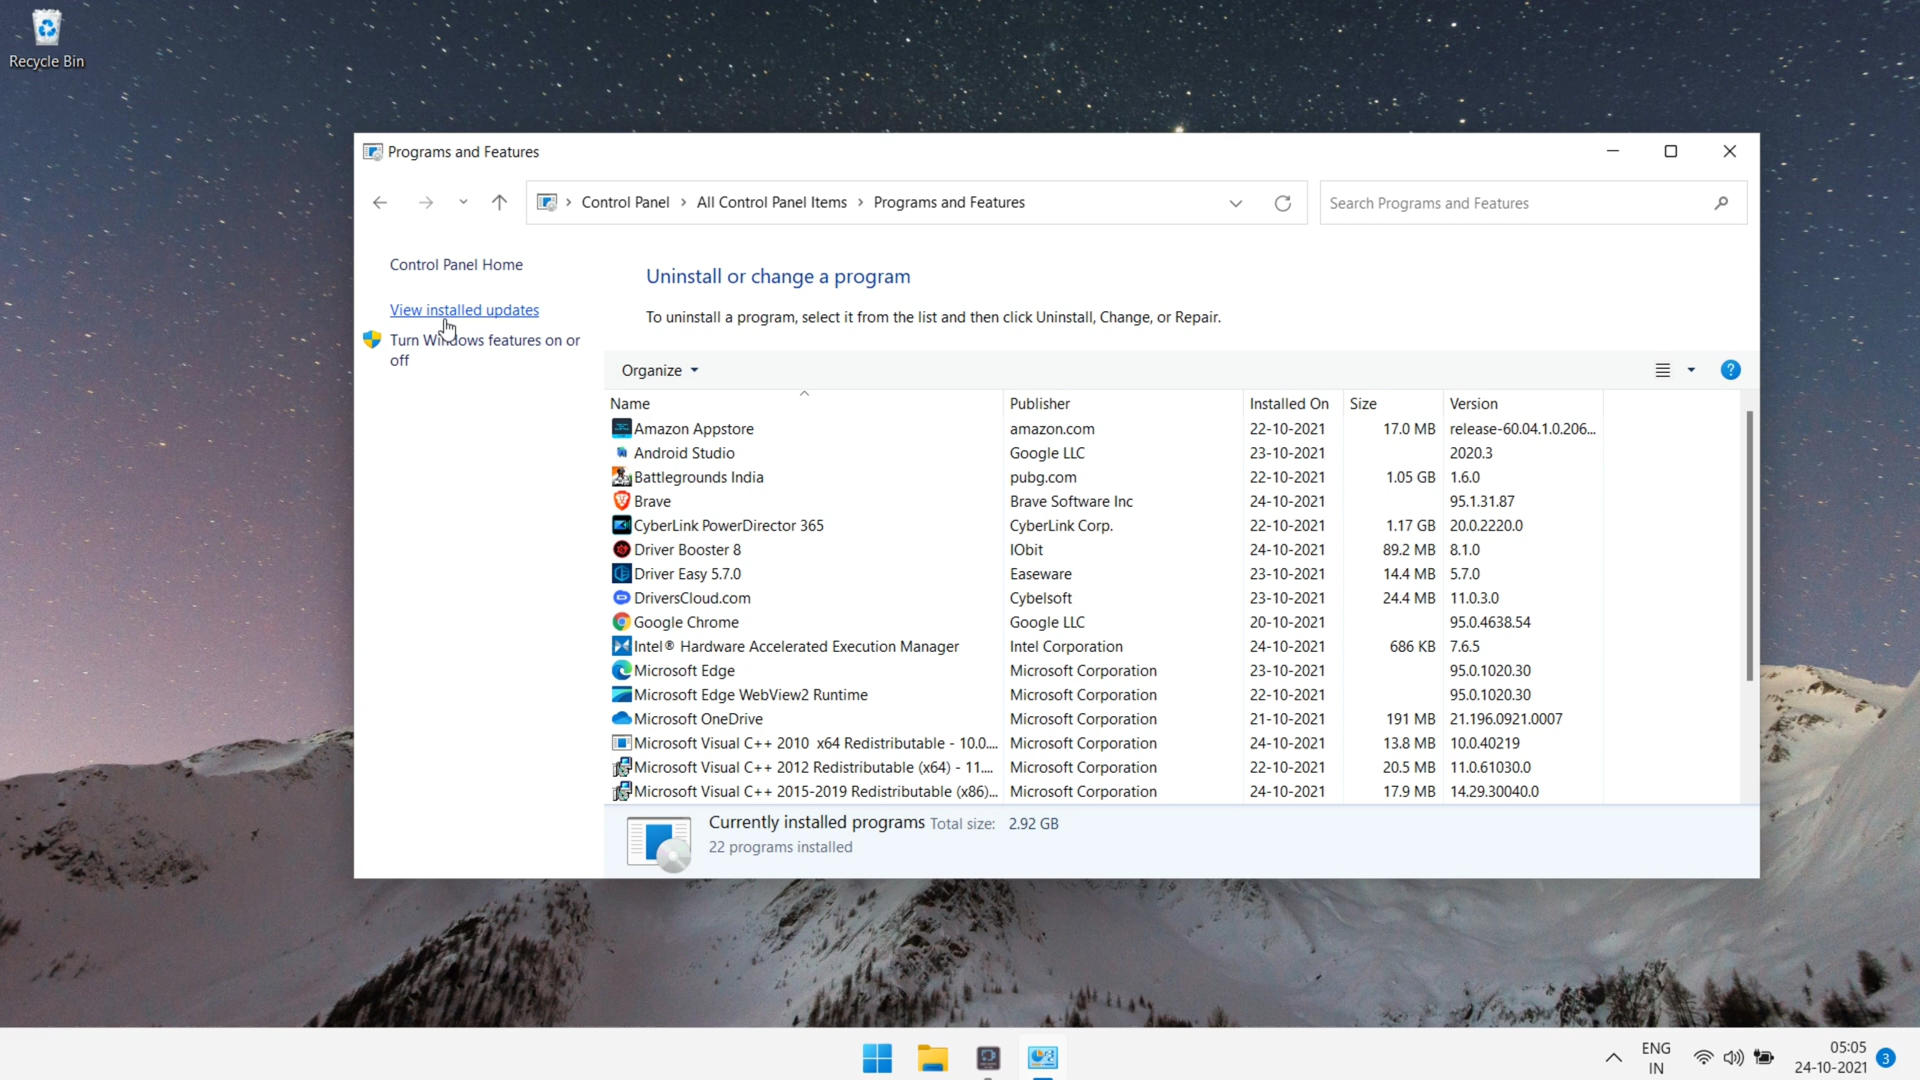 Recycle Bin
Programs and Features
Control Panel
All Control Panel Items
Programs and Features
Search Programs and Features
Control Panel Home
View installed updates
Turn Windows features on or
off
Uninstall or change a program
To uninstall a program, select it from the list and then click Uninstall, Change, or Repair.
Organize
?
Name Publisher Installed On Size Version
Amazon Appstore amazon.com 22-10-2021 17.0 MB release-60.04.1.0.206...
Android Studio Google LLC 23-10-2021 2020.3
Battlegrounds India pubg.com 22-10-2021 1.05 GB 1.6.0
Brave Brave Software Inc 24-10-2021 95.1.31.87
CyberLink PowerDirector 365 CyberLink Corp. 22-10-2021 1.17 GB 20.0.2220.0
Driver Booster 8 IObit 24-10-2021 89.2 MB 8.1.0
Driver Easy 5.7.0 Easeware 23-10-2021 14.4 MB 5.7.0
DriversCloud.com Cybelsoft 23-10-2021 24.4 MB 11.0.3.0
Google Chrome Google LLC 20-10-2021 95.0.4638.54
Intel® Hardware Accelerated Execution Manager Intel Corporation 24-10-2021 686 KB 7.6.5
Microsoft Edge Microsoft Corporation 23-10-2021 95.0.1020.30
Microsoft Edge WebView2 Runtime Microsoft Corporation 22-10-2021 95.0.1020.30
Microsoft OneDrive Microsoft Corporation 21-10-2021 191 MB 21.196.0921.0007
Microsoft Visual C++ 2010 x64 Redistributable - 10.0.... Microsoft Corporation 24-10-2021 13.8 MB 10.0.40219
Microsoft Visual C++ 2012 Redistributable (x64) - 11.... Microsoft Corporation 22-10-2021 20.5 MB 11.0.61030.0
Microsoft Visual C++ 2015-2019 Redistributable (x86)... Microsoft Corporation 24-10-2021 17.9 MB 14.29.30040.0
Currently installed programs Total size: 2.92 GB
22 programs installed
ENG
IN
05:05
24-10-2021
3